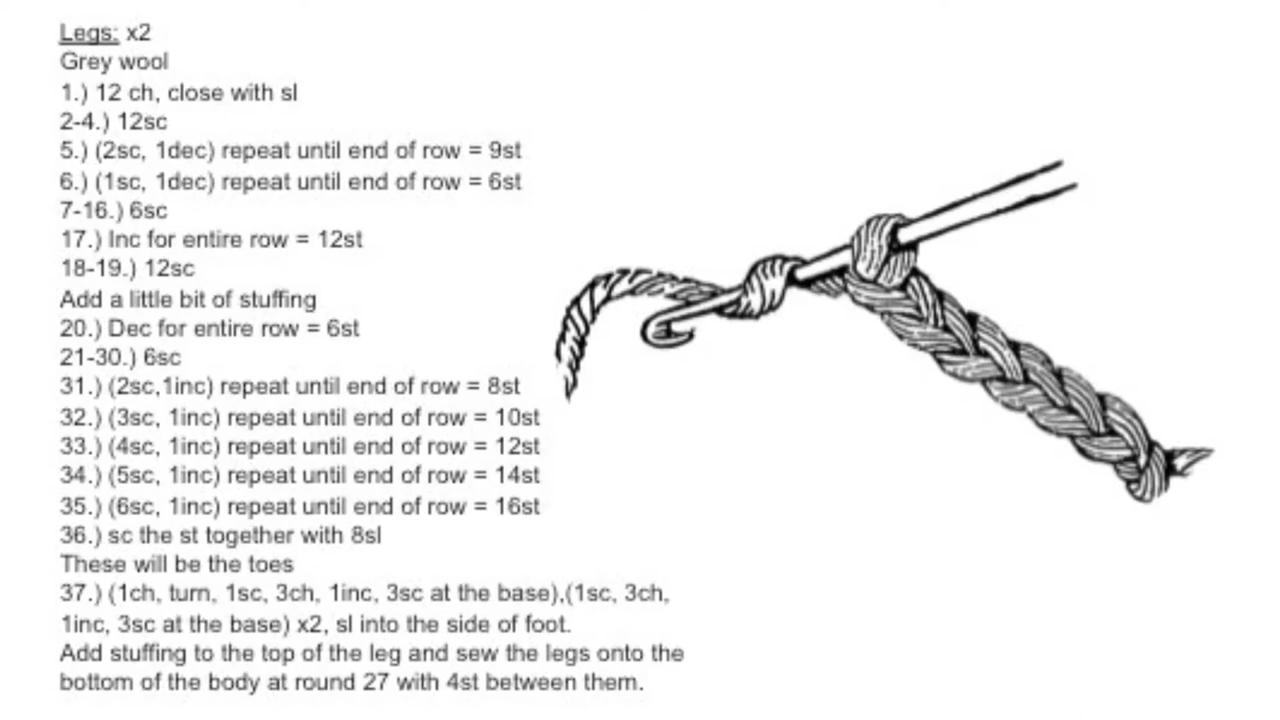 Legs: x2
Grey wool
1.) 12 ch, close with sl
2-4.) 12sc
5.) (2sc, 1dec) repeat until end of row = 9st
6.) (1sc, 1dec) repeat until end of row = 6st
7-16.) 6sc
17.) Inc for entire row = 12st
18-19.) 12sc
Add a little bit of stuffing
20.) Dec for entire row = 6st
21-30.) 6sc
31.) (2sc,1inc) repeat until end of row = 8st
32.) (3sc, 1inc) repeat until end of row = 10st
33.) (4sc, 1inc) repeat until end of row = 12st
34.) (5sc, 1inc) repeat until end of row = 14st
35.) (6sc, 1inc) repeat until end of row = 16st
36.) sc the st together with 8sl
These will be the toes
37.) (1ch, turn, 1sc, 3ch, 1inc, 3sc at the base),(1sc, 3ch,
1inc, 3sc at the base) x2, sl into the side of foot.
Add stuffing to the top of the leg and sew the legs onto the
bottom of the body at round 27 with 4st between them.